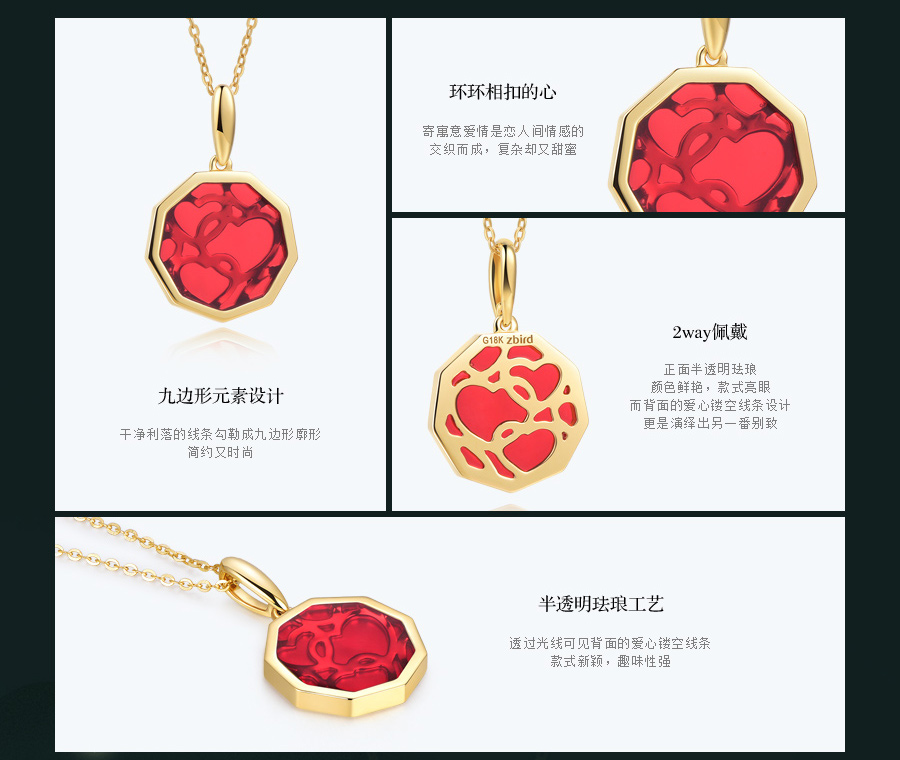 环环相扣的心
寄寓意爱情是恋人间情感的
交织而成，复杂却又甜蜜
九边形元素设计
干净利落的线条勾勒成九边形廓形
简约又时尚
G18K zbird
2way佩戴
正面半透明珐琅
颜色鲜艳，款式亮眼
而背面的爱心镂空线条设计
更是演绎出另一番别致
半透明珐琅工艺
透过光线可见背面的爱心镂空线条
款式新颖，趣味性强